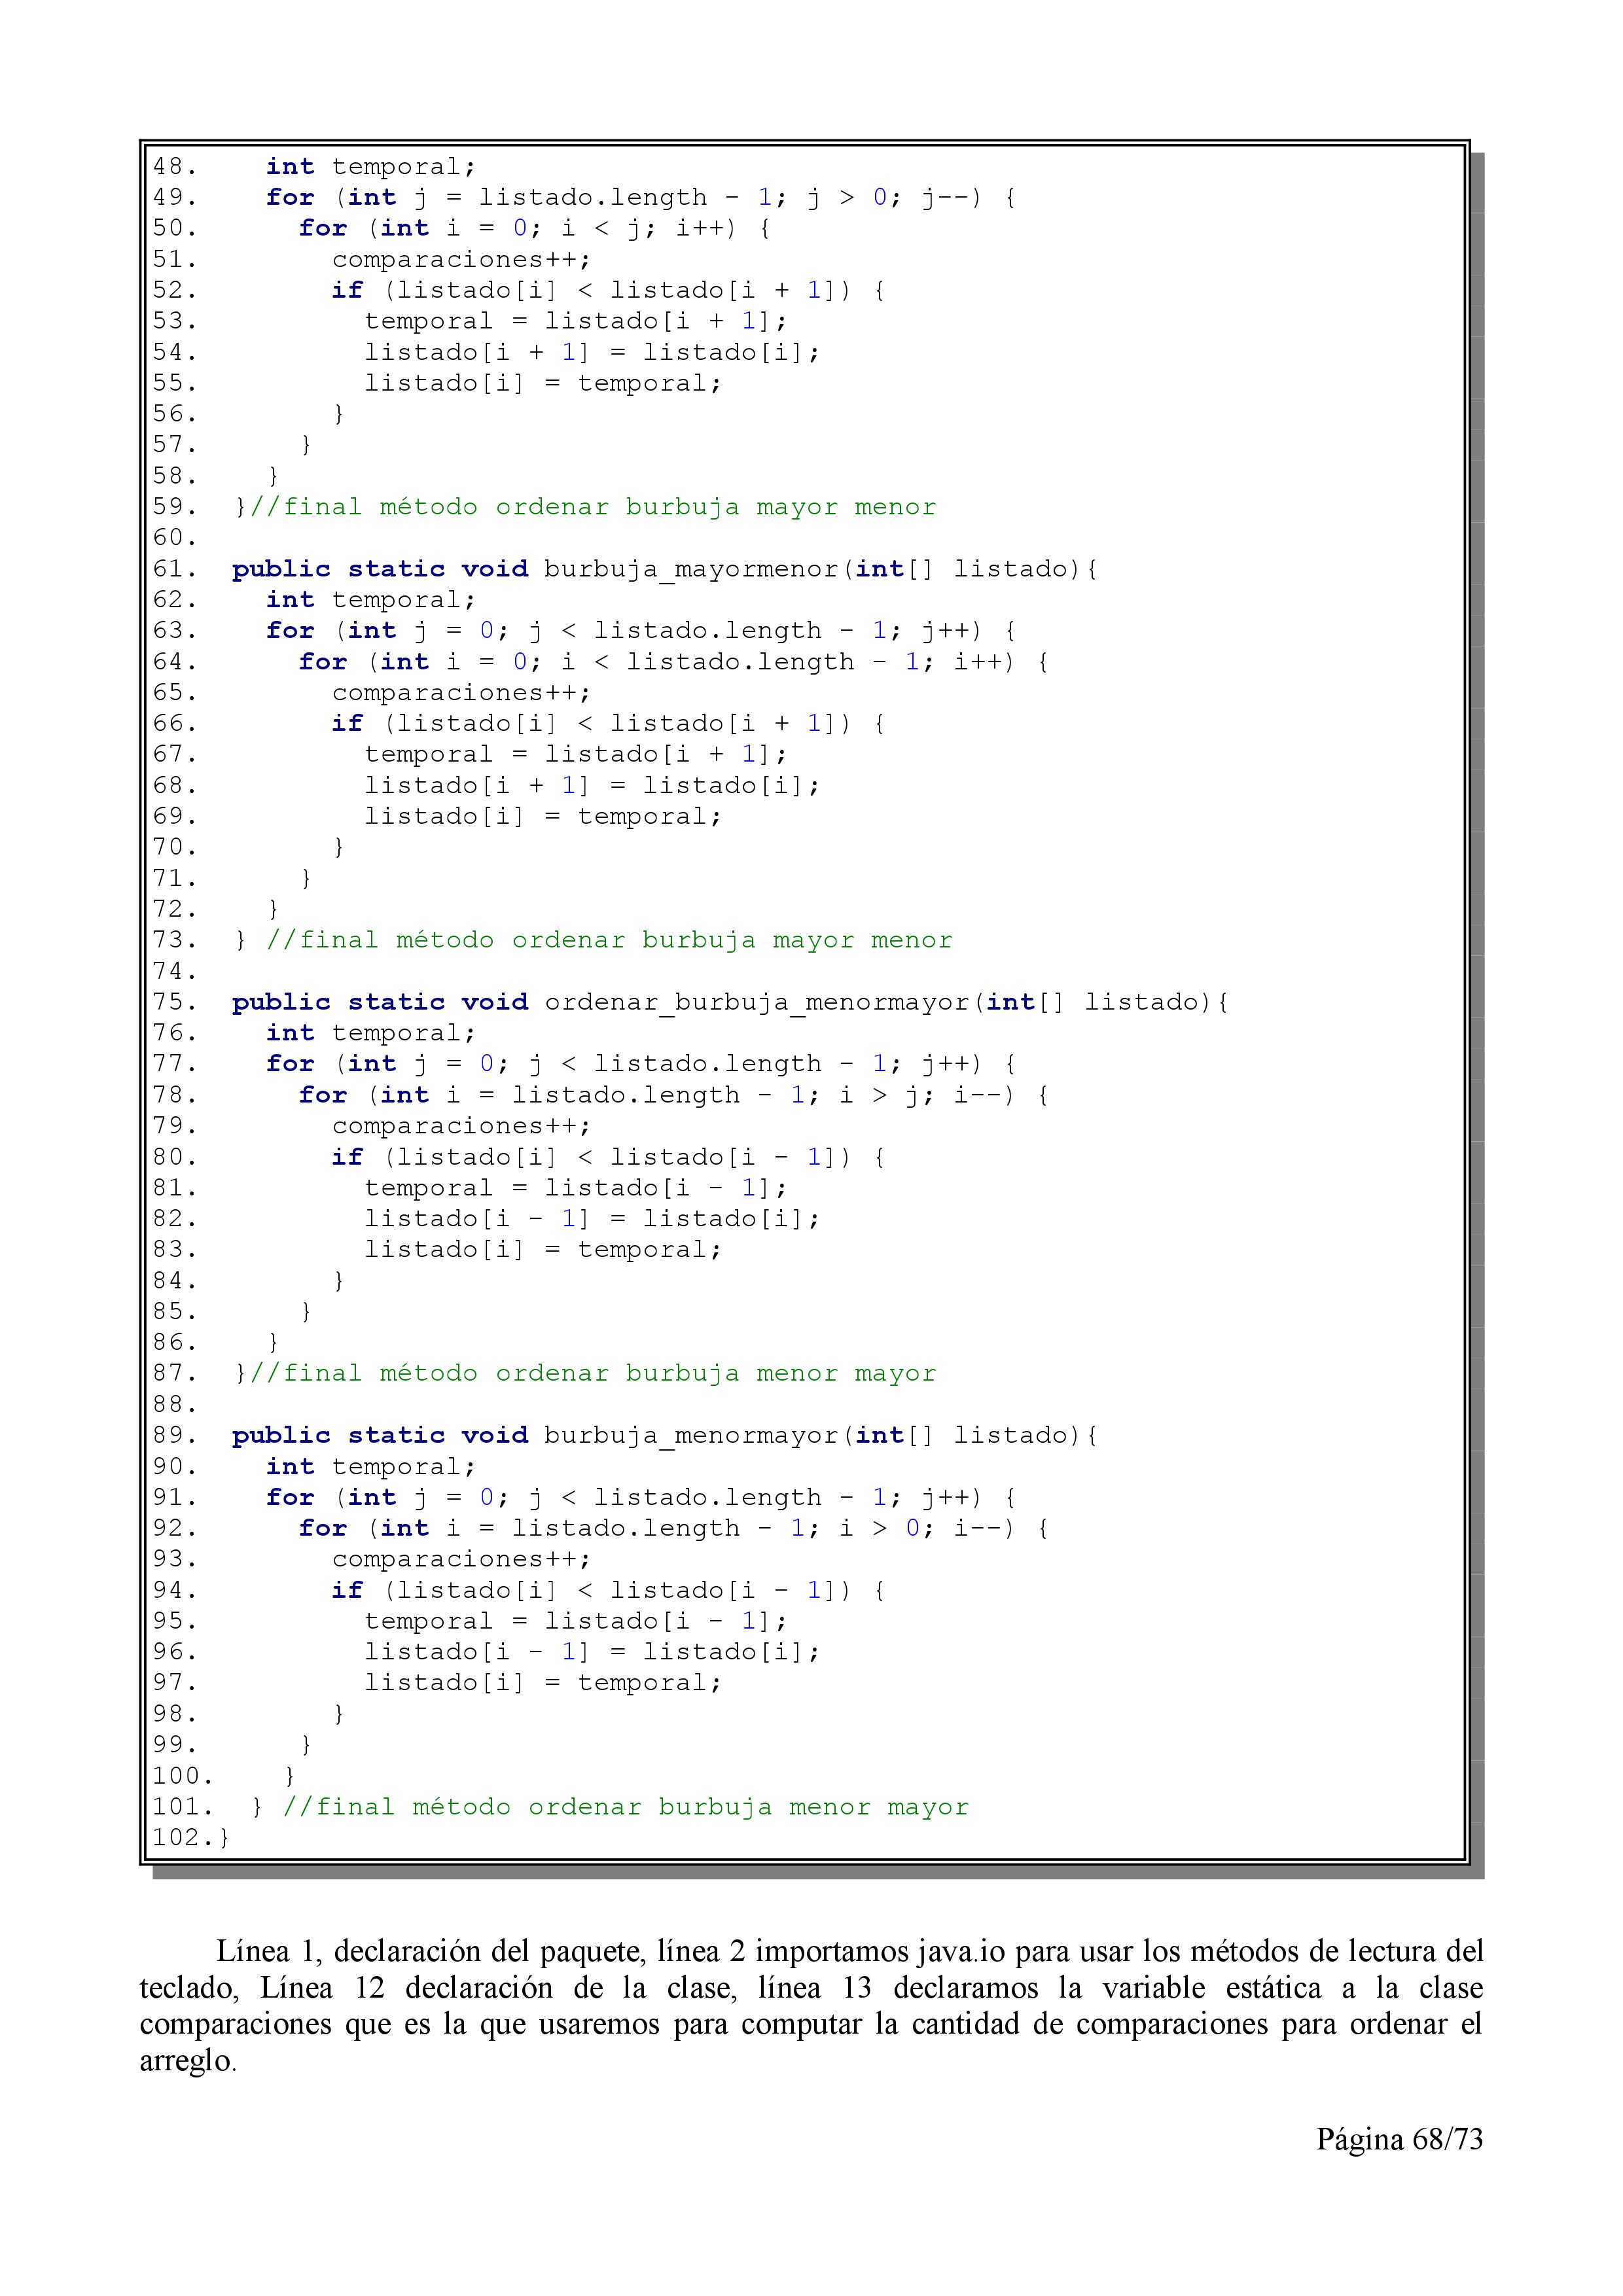 48.    int temporal;
49.    for (int j = listado.length - 1; j > 0; j--) {
50.      for (int i = 0; i < j; i++) {
51.        comparaciones++;
52.        if (listado[i] < listado[i + 1]) {
53.          temporal = listado[i + 1];
54.          listado[i + 1] = listado[i];
55.          listado[i] = temporal;
56.        }
57.      }
58.    }
59.  }//final método ordenar burbuja mayor menor
60.
61.  public static void burbuja_mayormenor(int[] listado){
62.    int temporal;
63.    for (int j = 0; j < listado.length - 1; j++) {
64.      for (int i = 0; i < listado.length - 1; i++) {
65.        comparaciones++;
66.        if (listado[i] < listado[i + 1]) {
67.          temporal = listado[i + 1];
68.          listado[i + 1] = listado[i];
69.          listado[i] = temporal;
70.        }
71.      }
72.    }
73.  } //final método ordenar burbuja mayor menor
74.
75.  public static void ordenar_burbuja_menormayor(int[] listado){
76.    int temporal;
77.    for (int j = 0; j < listado.length - 1; j++) {
78.      for (int i = listado.length - 1; i > j; i--) {
79.        comparaciones++;
80.        if (listado[i] < listado[i - 1]) {
81.          temporal = listado[i - 1];
82.          listado[i - 1] = listado[i];
83.          listado[i] = temporal;
84.        }
85.      }
86.    }
87.  }//final método ordenar burbuja menor mayor
88.
89.  public static void burbuja_menormayor(int[] listado){
90.    int temporal;
91.    for (int j = 0; j < listado.length - 1; j++) {
92.      for (int i = listado.length - 1; i > 0; i--) {
93.        comparaciones++;
94.        if (listado[i] < listado[i - 1]) {
95.          temporal = listado[i - 1];
96.          listado[i - 1] = listado[i];
97.          listado[i] = temporal;
98.        }
99.      }
100.    }
101.  } //final método ordenar burbuja menor mayor
102.}
Línea 1, declaración del paquete, línea 2 importamos java.io para usar los métodos de lectura del
teclado, Línea 12 declaración de la clase, línea 13 declaramos la variable estática a la clase
comparaciones que es la que usaremos para computar la cantidad de comparaciones para ordenar el
arreglo.
Página 68/73